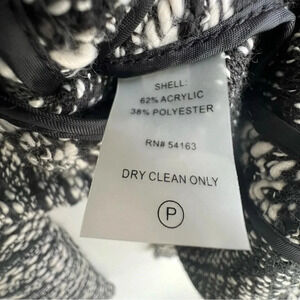 SHELL:
62% ACRYLIC
38% POLYESTER
RN# 54163
DRY CLEAN ONLY
P